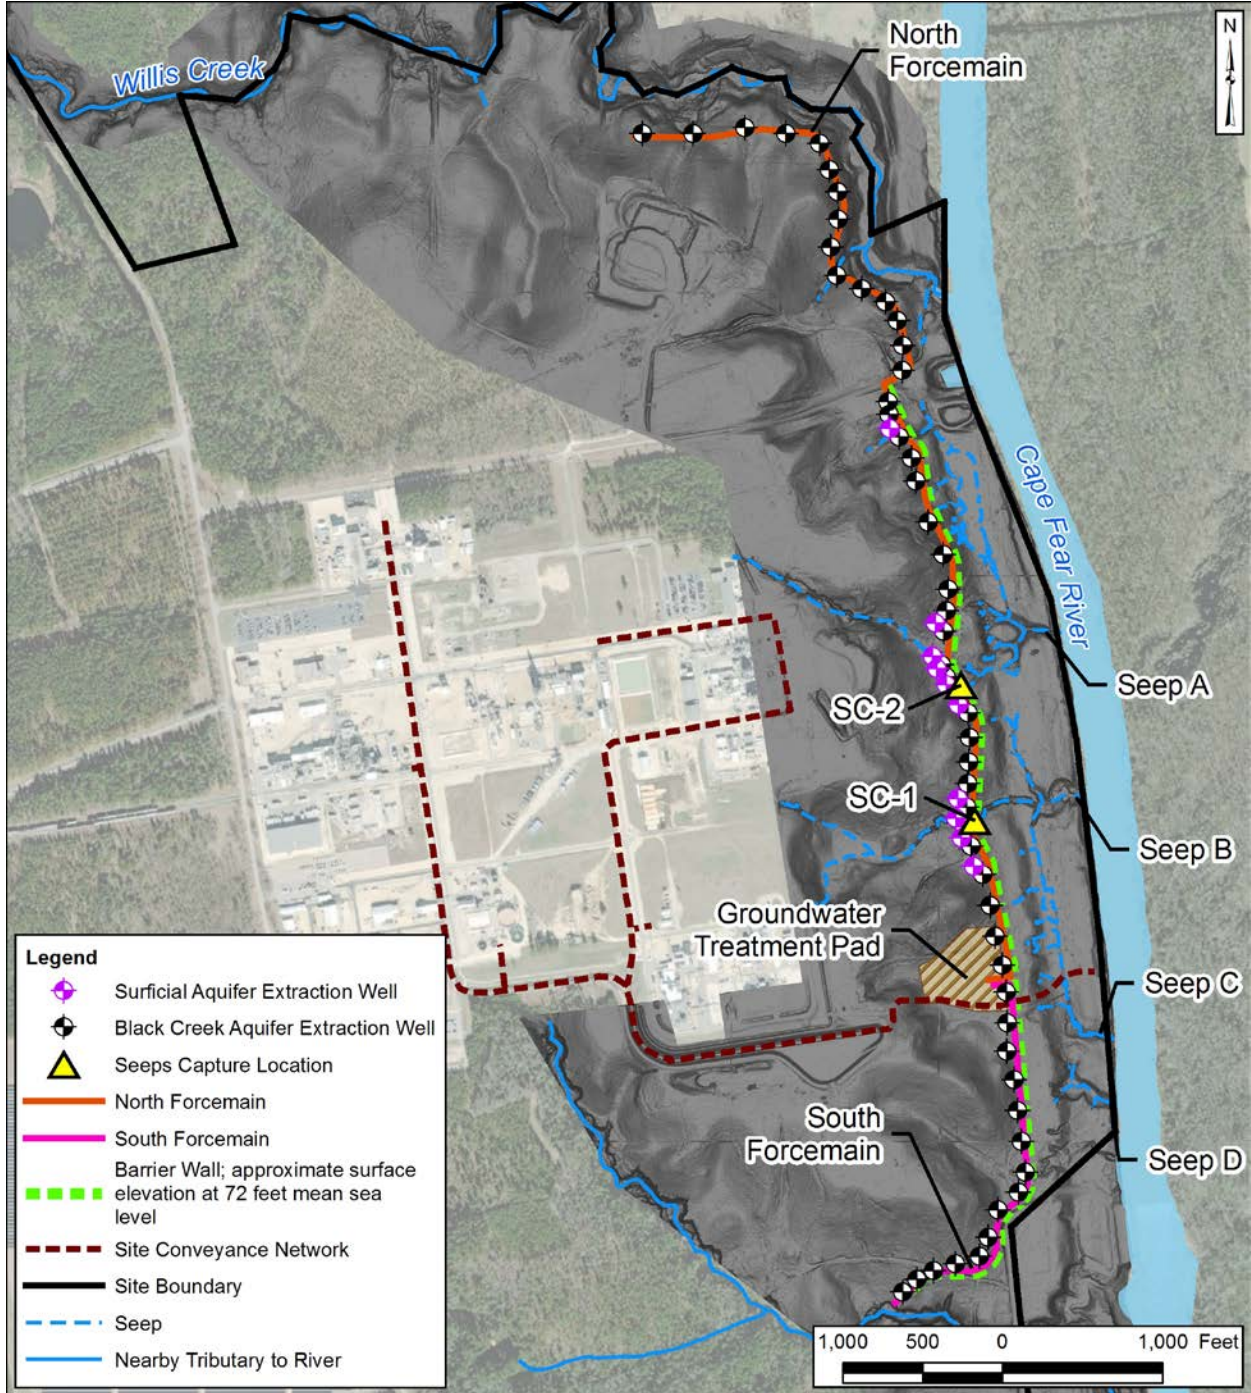 Willis Creek
North
Forcemain
N
Cape Fear River
Seep A
SC-2
SC-1
Seep B
Groundwater
Treatment Pad
Seep C
South
Forcemain
Seep D
Legend
Surficial Aquifer Extraction Well
Black Creek Aquifer Extraction Well
Seeps Capture Location
North Forcemain
South Forcemain
Barrier Wall; approximate surface
elevation at 72 feet mean sea
level
Site Conveyance Network
Site Boundary
Seep
Nearby Tributary to River
1,000 500 0 1,000 Feet